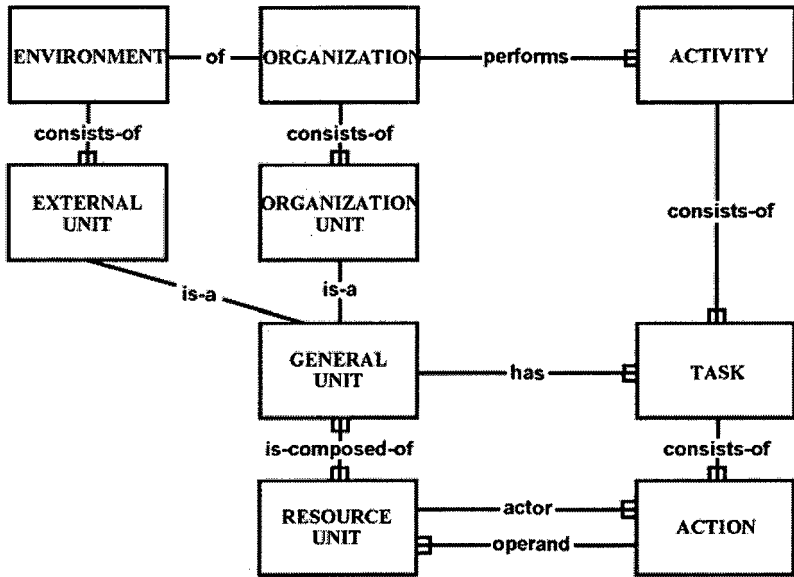 ENVIRONMENT
of
ORGANIZATION
performs
ACTIVITY
consists-of
consists-of
EXTERNAL
UNIT
ORGANIZATION
UNIT
consists-of
is-a
is-a
GENERAL
UNIT
has
TASK
is-composed-of
consists-of
RESOURCE
UNIT
actor
operand
ACTION